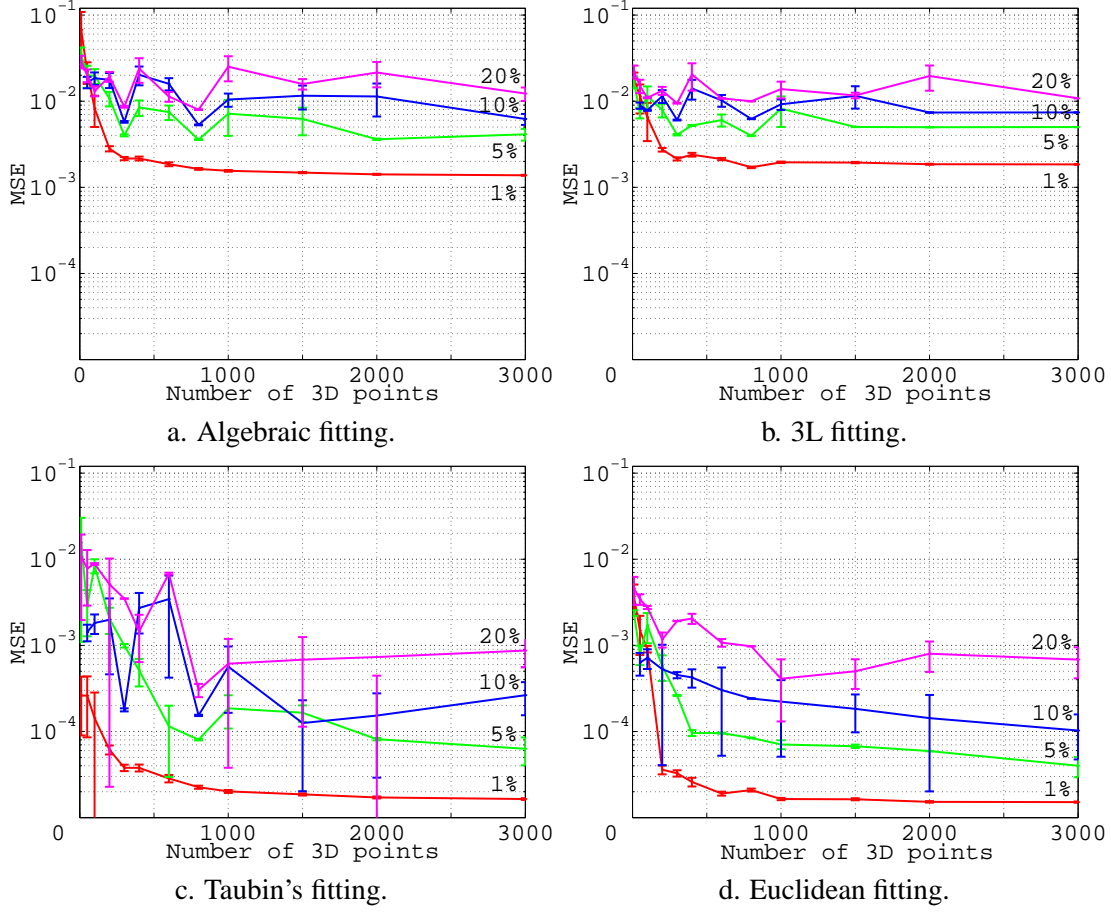 10^-1
10^-2
10^-3
10^-4
MSE
20%
10%
5%
1%
0 1000 2000 3000
Number of 3D points
a. Algebraic fitting.
10^-1
10^-2
10^-3
10^-4
MSE
20%
10%
5%
1%
0 1000 2000 3000
Number of 3D points
b. 3L fitting.
10^-1
10^-2
10^-3
10^-4
MSE
20%
10%
5%
1%
0 1000 2000 3000
Number of 3D points
c. Taubin's fitting.
10^-1
10^-2
10^-3
10^-4
MSE
20%
10%
5%
1%
0 1000 2000 3000
Number of 3D points
d. Euclidean fitting.